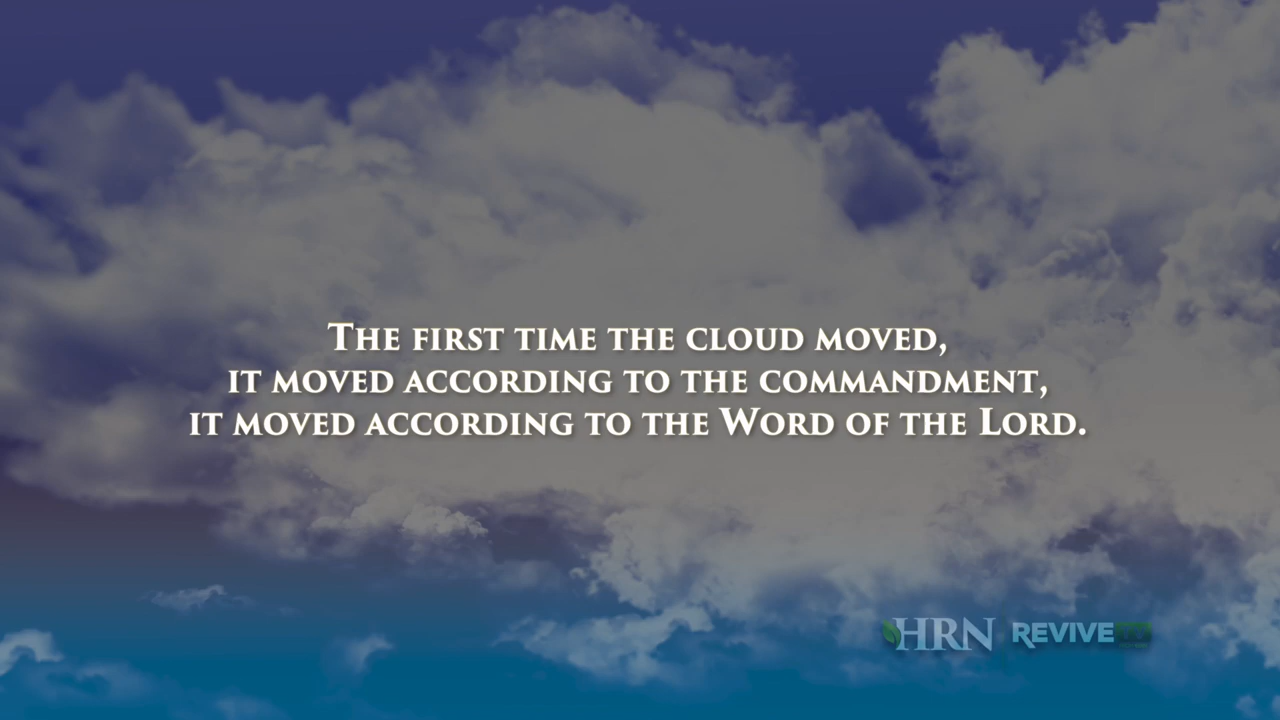 The first time the cloud moved,
it moved according to the commandment,
it moved according to the Word of the Lord.
HRN REVIVE